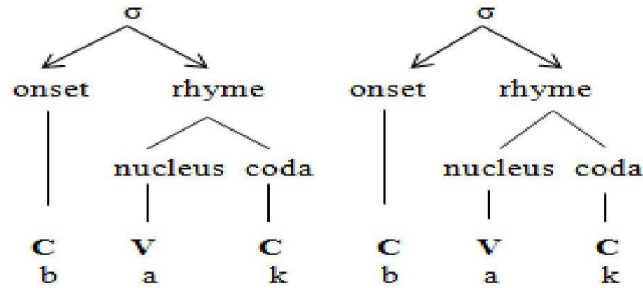 σ σ
onset rhyme onset rhyme
nucleus coda nucleus coda
C V C C V C
b a k b a k